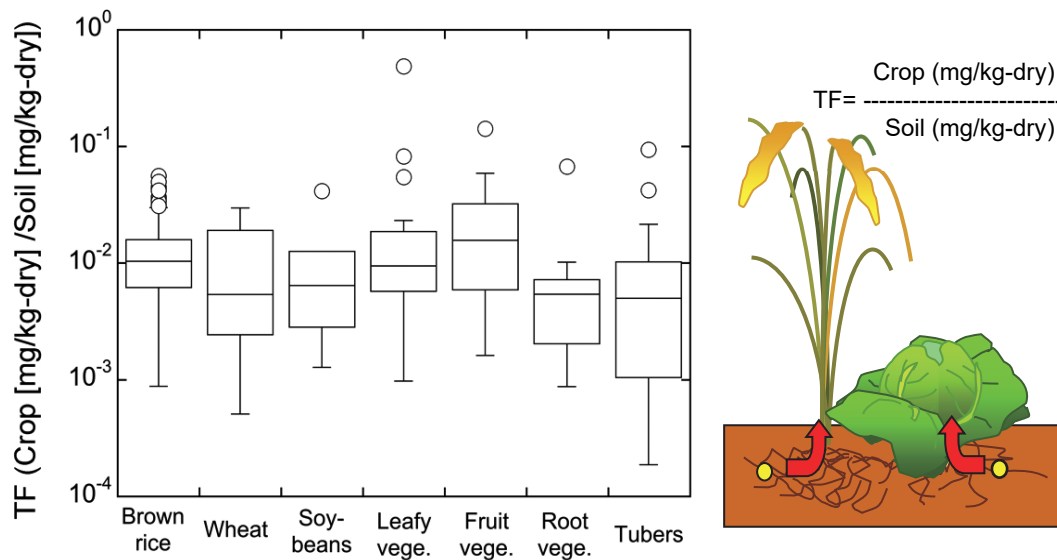 TF (Crop [mg/kg-dry] /Soil [mg/kg-dry])
10⁰
10⁻¹
10⁻²
10⁻³
10⁻⁴
Brown
rice
Wheat
Soy-
beans
Leafy
vege.
Fruit
vege.
Root
vege.
Tubers
Crop (mg/kg-dry)
TF= --------------------------
Soil (mg/kg-dry)